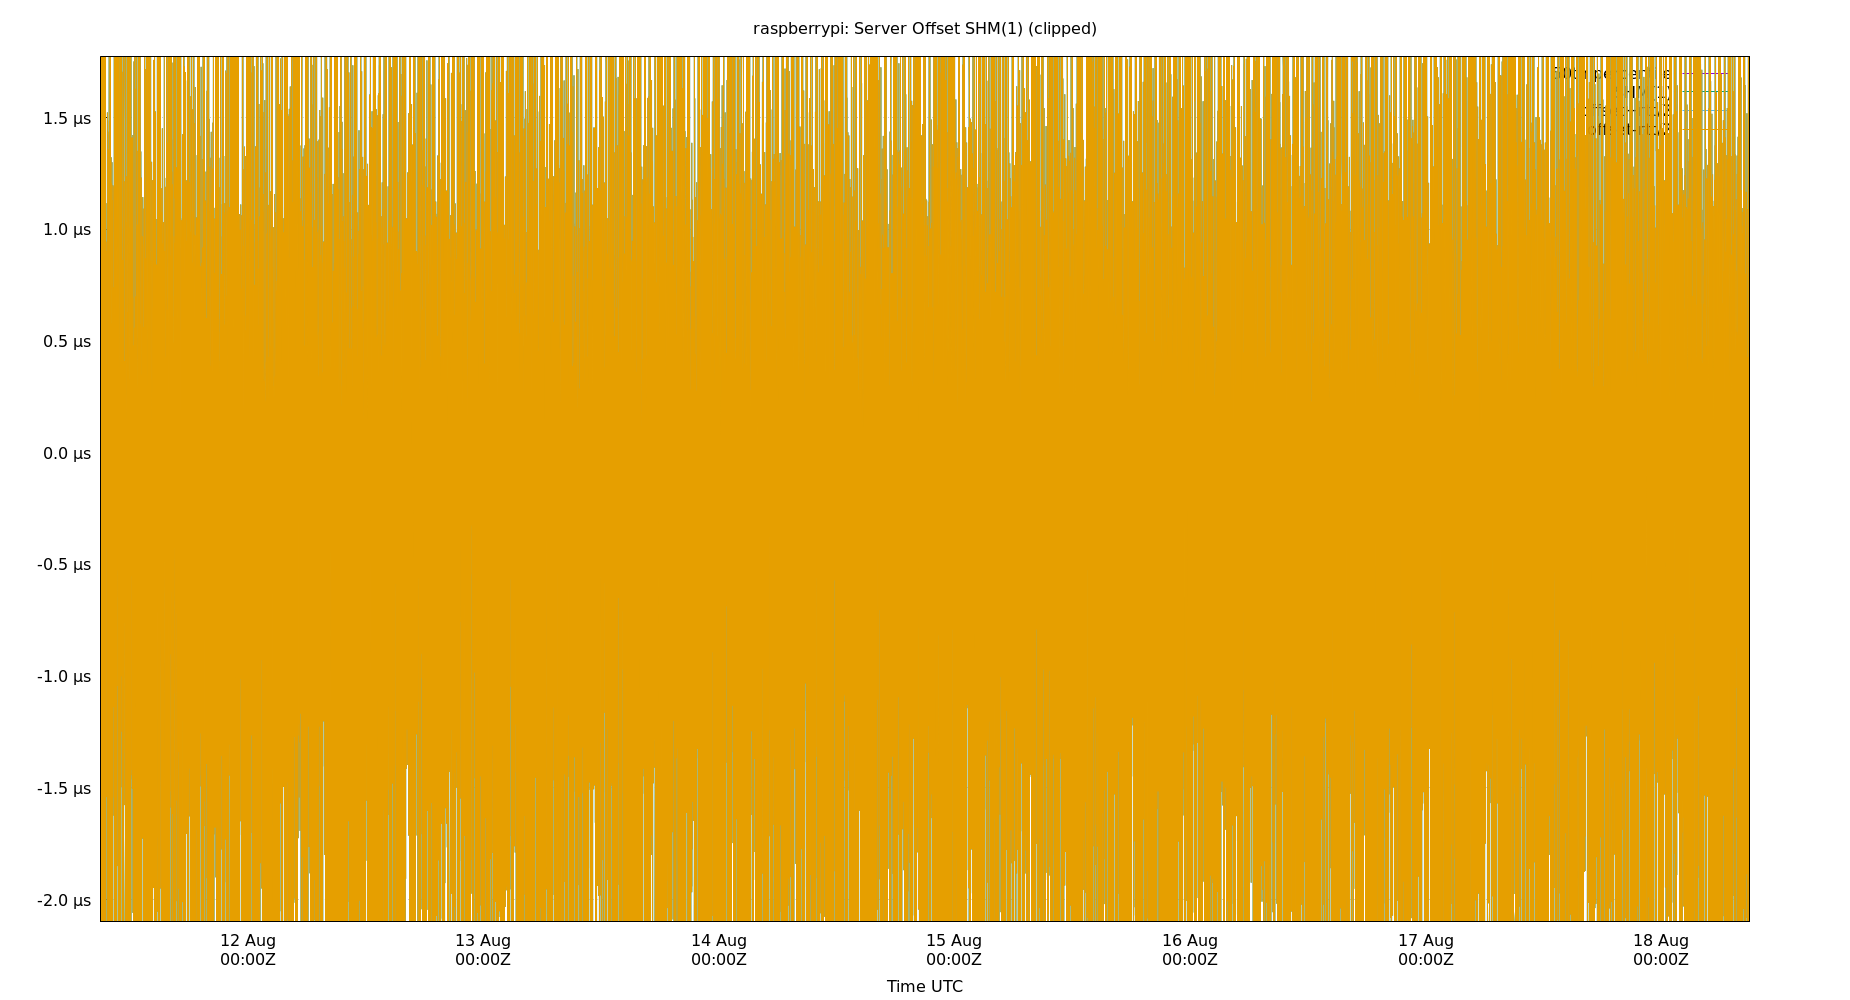 raspberrypi: Server Offset SHM(1) (clipped)
1.5 µs
1.0 µs
0.5 µs
0.0 µs
-0.5 µs
-1.0 µs
-1.5 µs
-2.0 µs
12 Aug 13 Aug 14 Aug 15 Aug 16 Aug 17 Aug 18 Aug
00:00Z 00:00Z 00:00Z 00:00Z 00:00Z 00:00Z 00:00Z
Time UTC